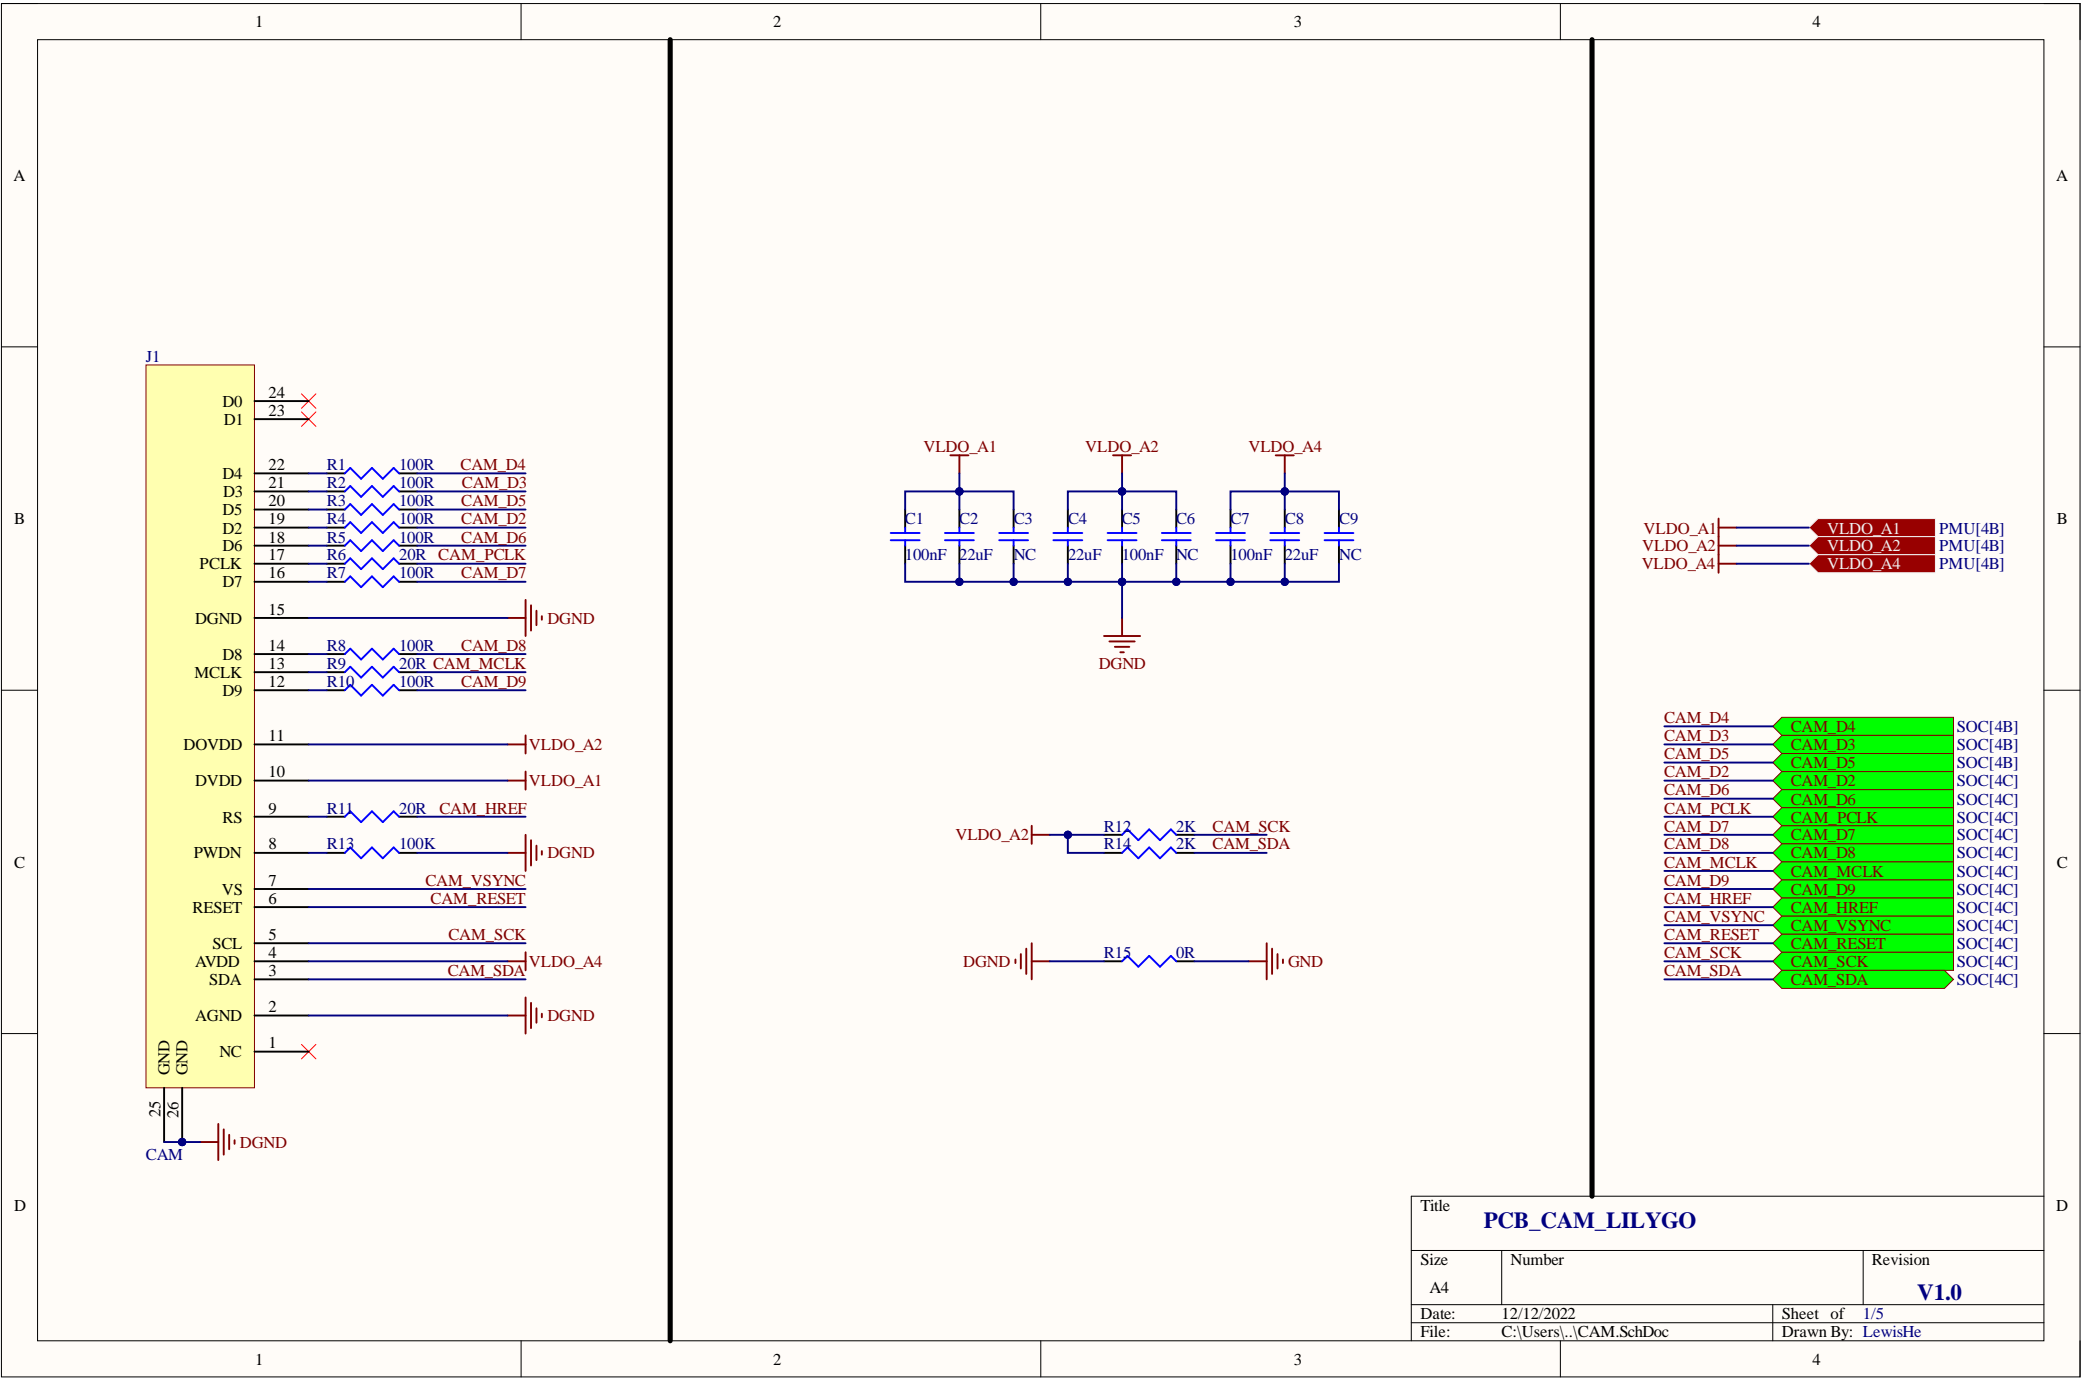 1 2 3 4
A A
B B
C C
D D
J1
D0 24
D1 23
D4 22 R1 100R CAM_D4
D3 21 R2 100R CAM_D3
D5 20 R3 100R CAM_D5
D2 19 R4 100R CAM_D2
D6 18 R5 100R CAM_D6
PCLK 17 R6 20R CAM_PCLK
D7 16 R7 100R CAM_D7
DGND 15 DGND
D8 14 R8 100R CAM_D8
MCLK 13 R9 20R CAM_MCLK
D9 12 R10 100R CAM_D9
DOVDD 11 VLDO_A2
DVDD 10 VLDO_A1
RS 9 R11 20R CAM_HREF
PWDN 8 R13 100K DGND
VS 7 CAM_VSYNC
RESET 6 CAM_RESET
SCL 5 CAM_SCK
AVDD 4 VLDO_A4
SDA 3 CAM_SDA
AGND 2 DGND
NC 1
GND GND
25 26
DGND
CAM
VLDO_A1 VLDO_A2 VLDO_A4
C1 C2 C3 C4 C5 C6 C7 C8 C9
100nF 22uF NC 22uF 100nF NC 100nF 22uF NC
DGND
VLDO_A2 R12 2K CAM_SCK
R14 2K CAM_SDA
DGND R15 0R GND
VLDO_A1 VLDO_A1 PMU[4B]
VLDO_A2 VLDO_A2 PMU[4B]
VLDO_A4 VLDO_A4 PMU[4B]
CAM_D4 CAM_D4 SOC[4B]
CAM_D3 CAM_D3 SOC[4B]
CAM_D5 CAM_D5 SOC[4B]
CAM_D2 CAM_D2 SOC[4C]
CAM_D6 CAM_D6 SOC[4C]
CAM_PCLK CAM_PCLK SOC[4C]
CAM_D7 CAM_D7 SOC[4C]
CAM_D8 CAM_D8 SOC[4C]
CAM_MCLK CAM_MCLK SOC[4C]
CAM_D9 CAM_D9 SOC[4C]
CAM_HREF CAM_HREF SOC[4C]
CAM_VSYNC CAM_VSYNC SOC[4C]
CAM_RESET CAM_RESET SOC[4C]
CAM_SCK CAM_SCK SOC[4C]
CAM_SDA CAM_SDA SOC[4C]
Title
PCB_CAM_LILYGO
Size Number Revision
A4 V1.0
Date: 12/12/2022 Sheet of 1/5
File: C:\Users\..\CAM.SchDoc Drawn By: LewisHe
1 2 3 4